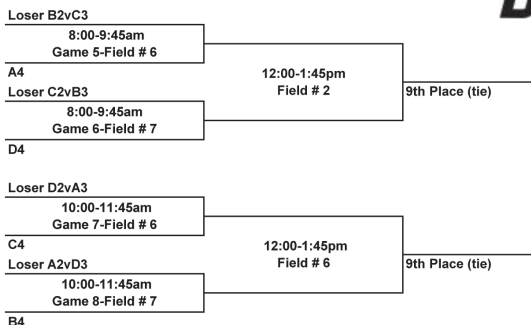 Loser B2vC3
8:00-9:45am
Game 5-Field # 6
A4
12:00-1:45pm
Field # 2
9th Place (tie)
Loser C2vB3
8:00-9:45am
Game 6-Field # 7
D4
Loser D2vA3
10:00-11:45am
Game 7-Field # 6
C4
12:00-1:45pm
Field # 6
9th Place (tie)
Loser A2vD3
10:00-11:45am
Game 8-Field # 7
B4